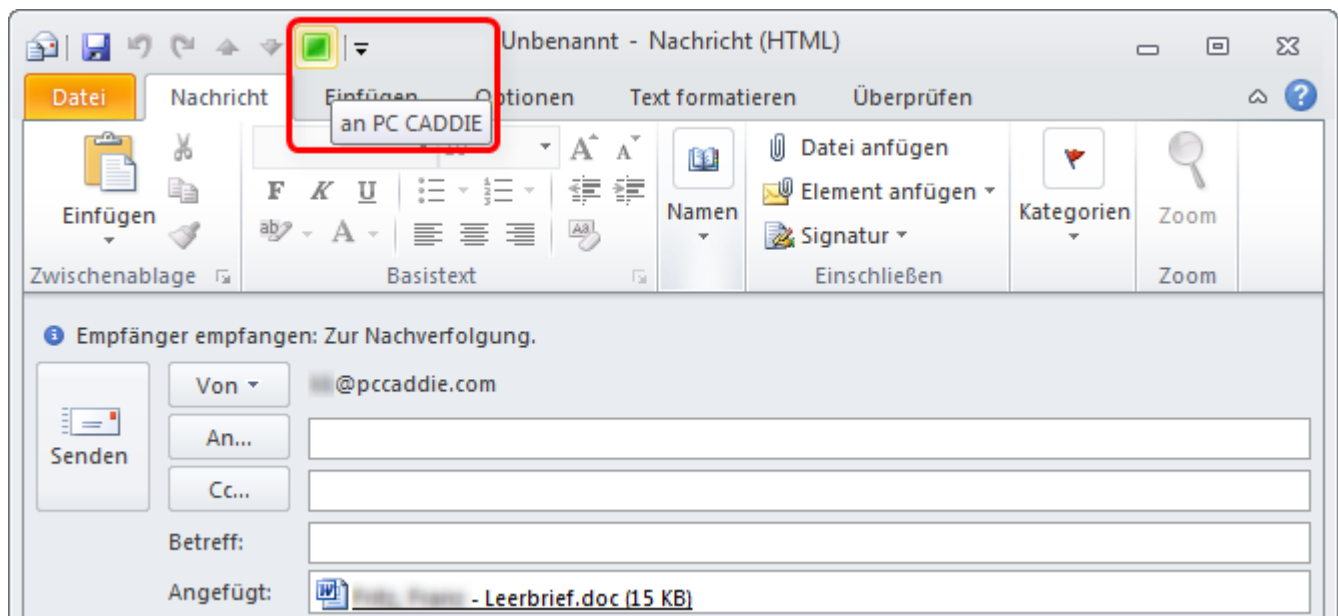 Unbenannt - Nachricht (HTML)
Datei Nachricht Einfügen Optionen Text formatieren Überprüfen
an PC CADDIE
Einfügen
F K U
Namen
Datei anfügen
Element anfügen
Signatur
Kategorien
Zoom
Zwischenablage Basistext Einschließen Zoom
Empfänger empfangen: Zur Nachverfolgung.
Von @pccaddie.com
Senden
An...
Cc...
Betreff:
Angefügt: - Leerbrief.doc (15 KB)